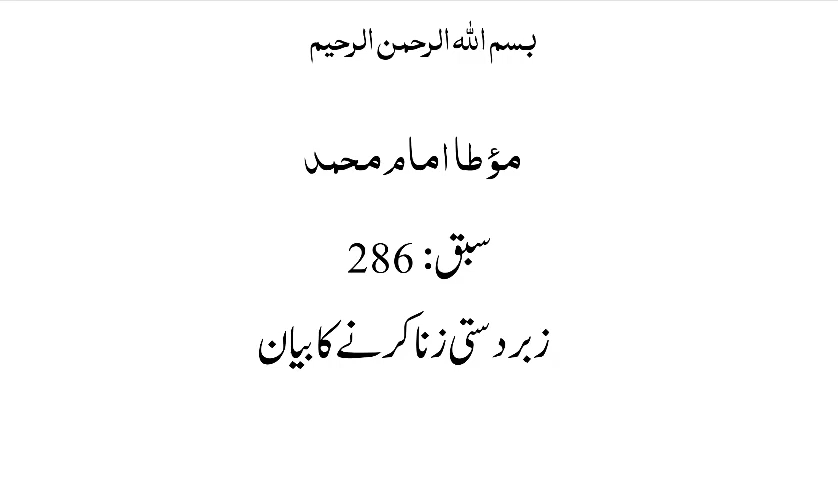 بسم اللہ الرحمن الرحیم
مؤطا امام محمد
سبق: 286
زبردستی زنا کرنے کا بیان